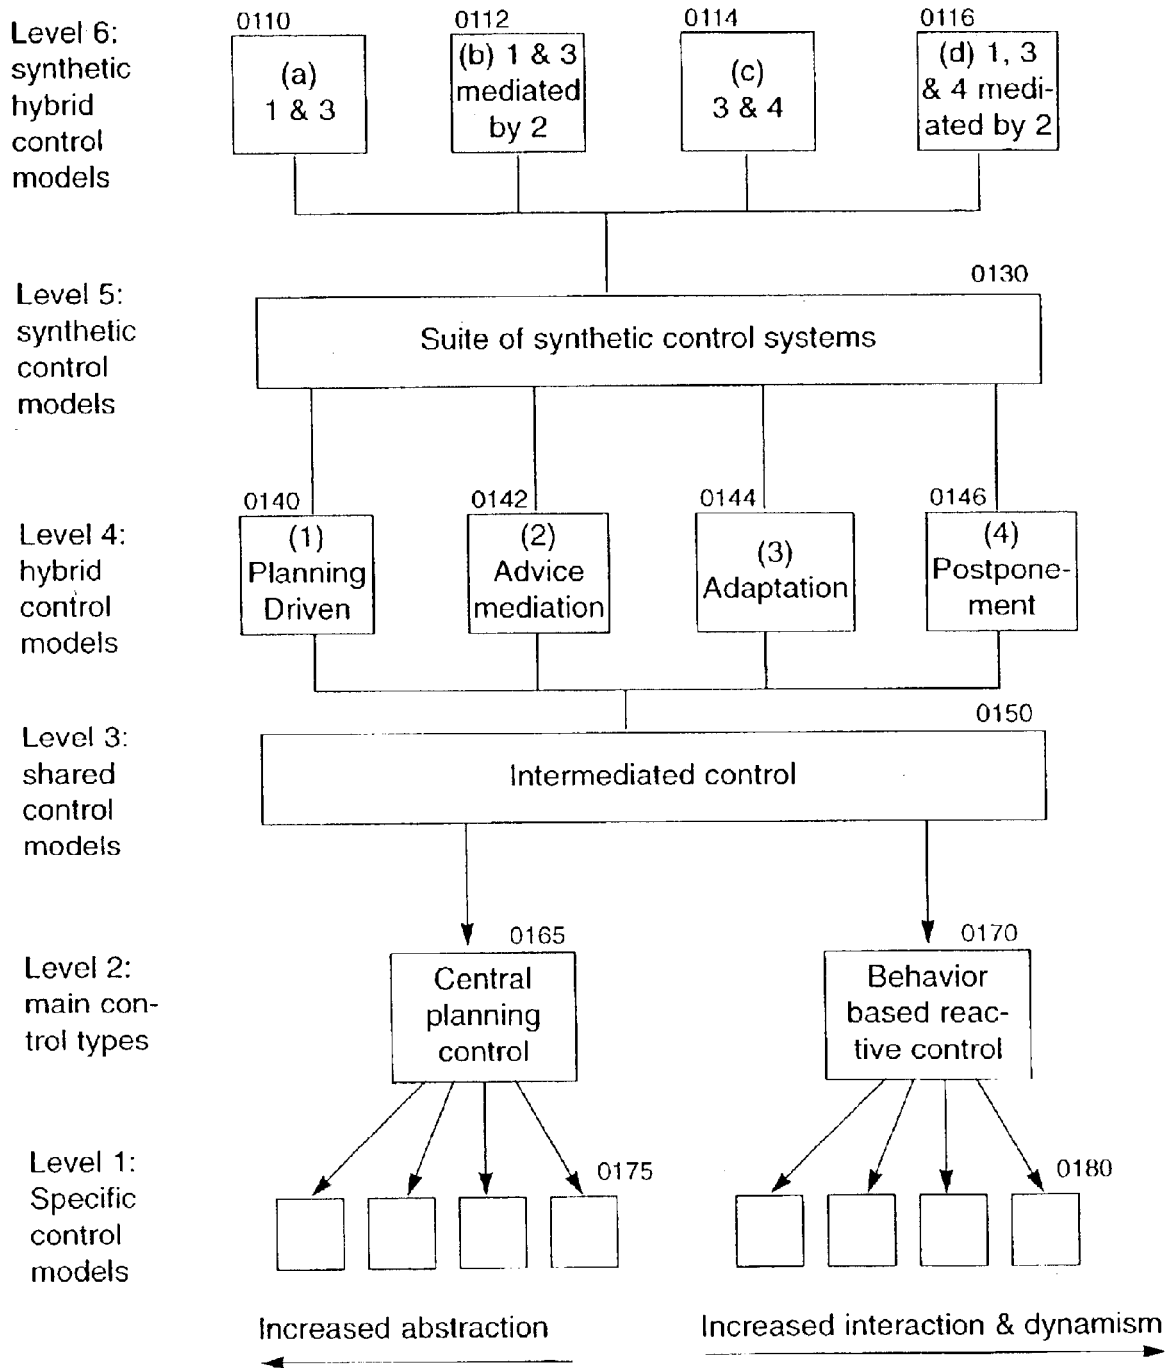 0110
0112
0114
0116
Level 6:
synthetic
hybrid
control
models
(a)
1 & 3
(b) 1 & 3
mediated
by 2
(c)
3 & 4
(d) 1, 3
& 4 medi-
ated by 2
0130
Level 5:
synthetic
control
models
Suite of synthetic control systems
0140
0142
0144
0146
Level 4:
hybrid
control
models
(1)
Planning
Driven
(2)
Advice
mediation
(3)
Adaptation
(4)
Postpone-
ment
0150
Level 3:
shared
control
models
Intermediated control
0165
0170
Level 2:
main con-
trol types
Central
planning
control
Behavior
based reac-
tive control
Level 1:
Specific
control
models
0175
0180
Increased abstraction
Increased interaction & dynamism